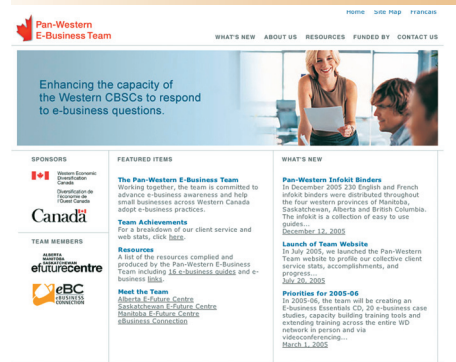 Home Site Map Francais
Pan-Western
E-Business Team
WHAT'S NEW ABOUT US RESOURCES FUNDED BY CONTACT US
Enhancing the capacity of
the Western CBSCs to respond
to e-business questions.
SPONSORS
Western Economic
Diversification
Canada
Diversification de
l'économie de
l'Ouest Canada
Canada
TEAM MEMBERS
ALBERTA
MANITOBA
SASKATCHEWAN
efuturecentre
eBC
eBUSINESS
CONNECTION
FEATURED ITEMS
The Pan-Western E-Business Team
Working together, the team is committed to
advance e-business awareness and help
small businesses across Western Canada
adopt e-business practices.
Team Achievements
For a breakdown of our client service and
web stats, click here.
Resources
A list of the resources complied and
produced by the Pan-Western E-Business
Team including 16 e-business guides and e-
business links.
Meet the Team
Alberta E-Future Centre
Saskatchewan E-Future Centre
Manitoba E-Future Centre
eBusiness Connection
WHAT'S NEW
Pan-Western Infokit Binders
In December 2005 230 English and French
infokit binders were distributed throughout
the four western provinces of Manitoba,
Saskatchewan, Alberta and British Columbia.
The infokit is a collection of easy to use
guides...
December 12, 2005
Launch of Team Website
In July 2005, we launched the Pan-Western
Team website to profile our collective client
service stats, accomplishments, and
progress...
July 20, 2005
Priorities for 2005-06
In 2005-06, the team will be creating an
E-Business Essentials CD, 20 e-business case
studies, capacity building training tools and
extending training across the entire WD
network in person and via
videoconferencing...
March 1, 2005